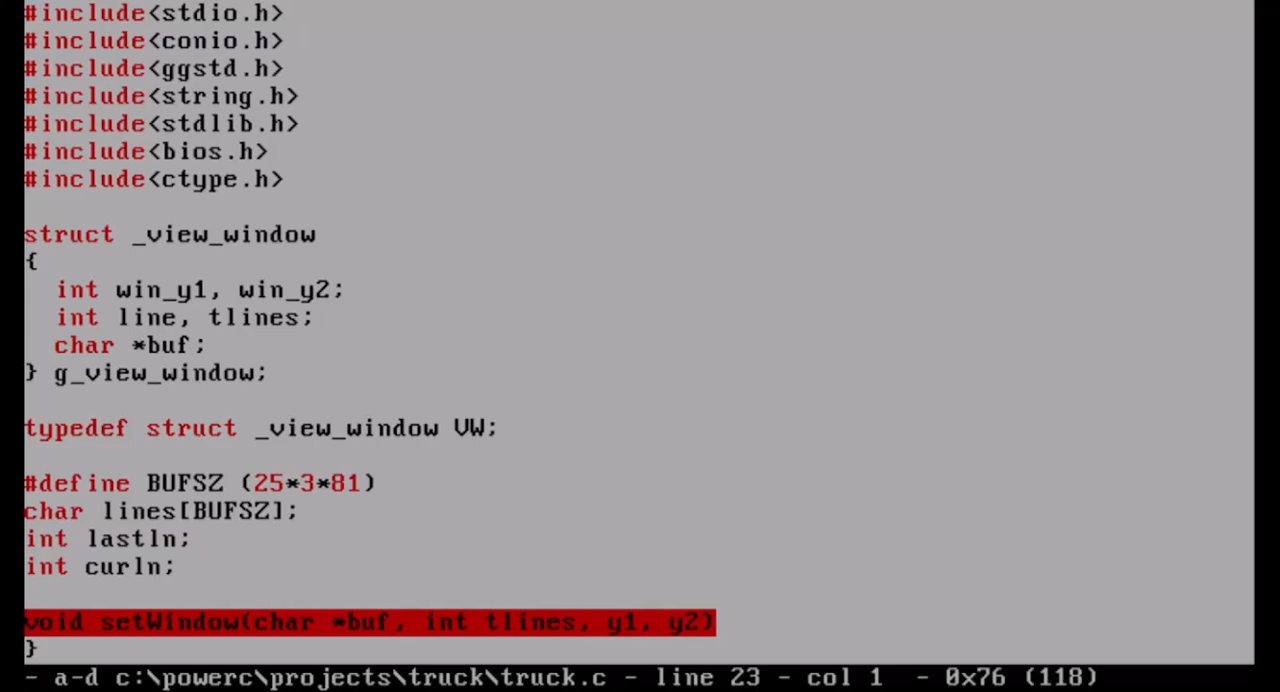 #include<stdio.h>
#include<conio.h>
#include<ggstd.h>
#include<string.h>
#include<stdlib.h>
#include<bios.h>
#include<ctype.h>
struct _view_window
{
int win_y1, win_y2;
int line, tlines;
char *buf;
} g_view_window;
typedef struct _view_window VW;
#define BUFSZ (25*3*81)
char lines[BUFSZ];
int lastln;
int curln;
void setWindow(char *buf, int tlines, y1, y2)
}
- a-d c:\powerc\projects\truck\truck.c - line 23 - col 1 - 0x76 (118)